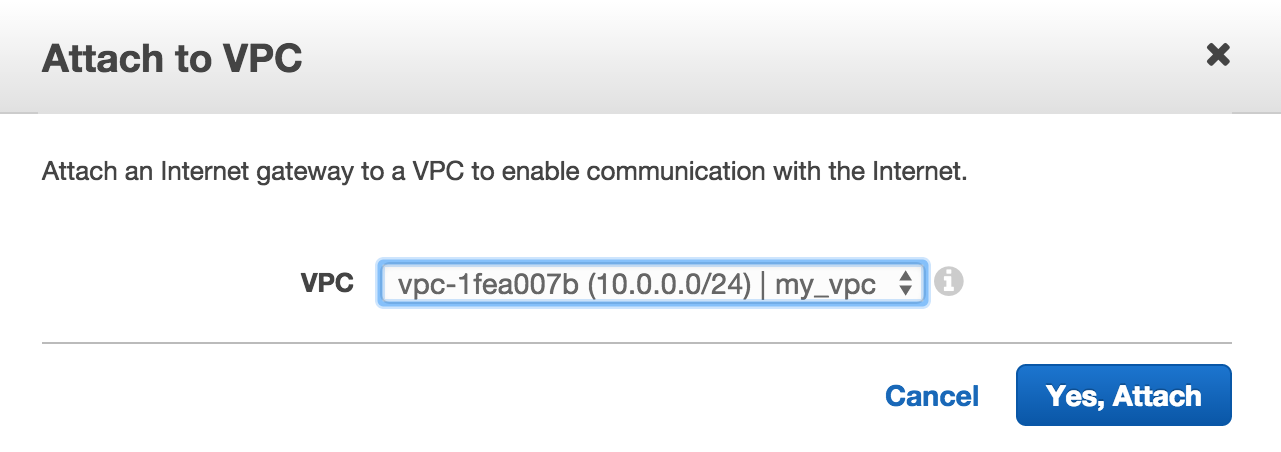 Attach to VPC
Attach an Internet gateway to a VPC to enable communication with the Internet.
VPC vpc-1fea007b (10.0.0.0/24) | my_vpc
Cancel Yes, Attach